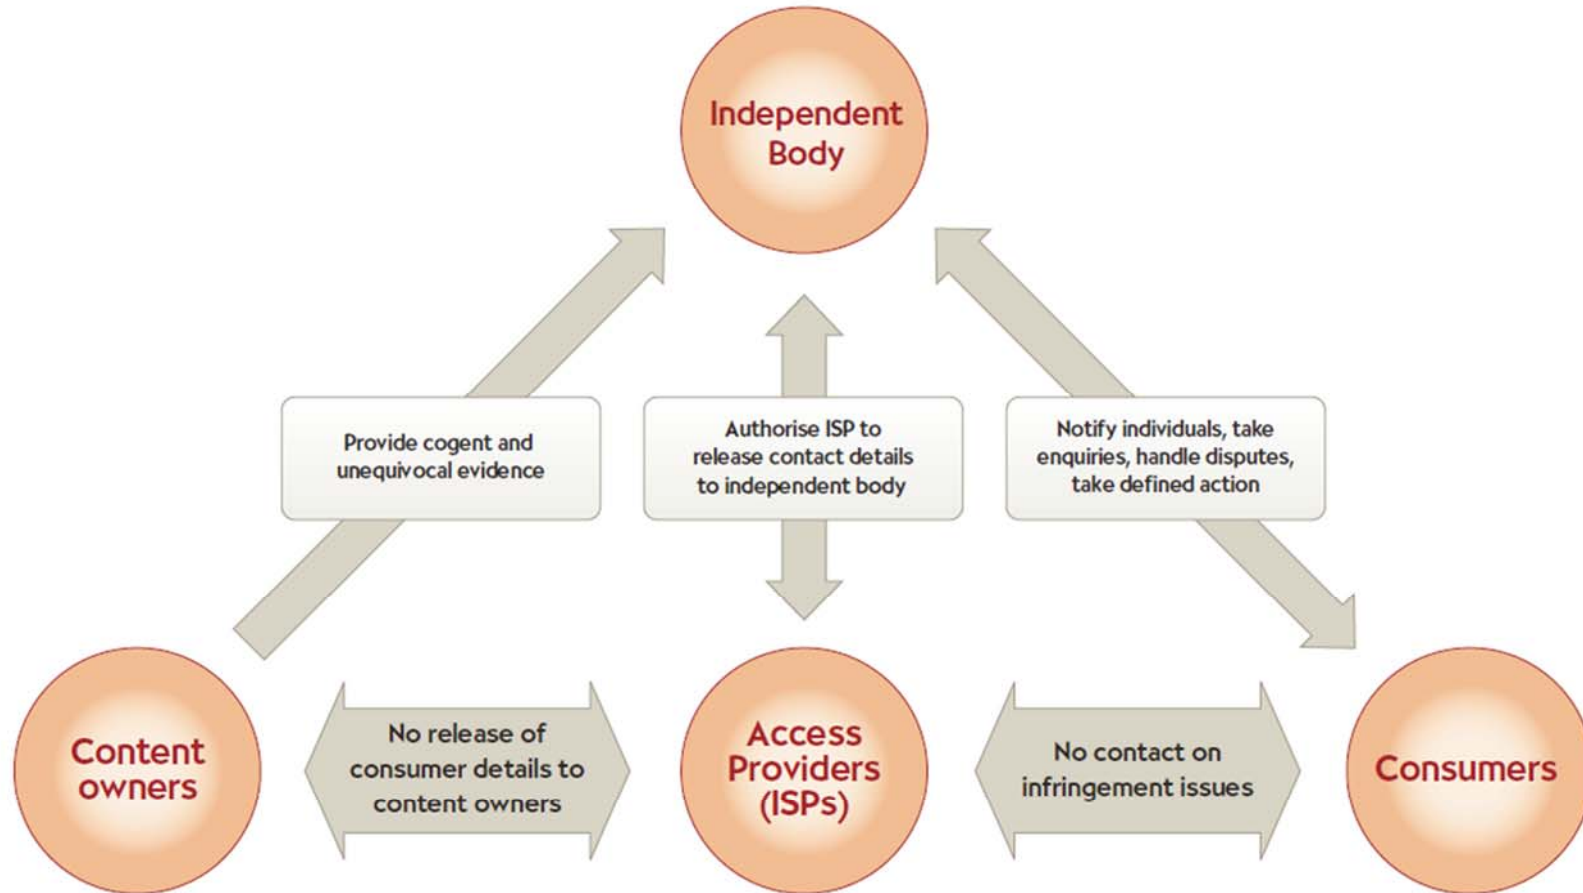 Independent
Body
Provide cogent and
unequivocal evidence
Authorise ISP to
release contact details
to independent body
Notify individuals, take
enquiries, handle disputes,
take defined action
Content
owners
No release of
consumer details to
content owners
Access
Providers
(ISPs)
No contact on
infringement issues
Consumers